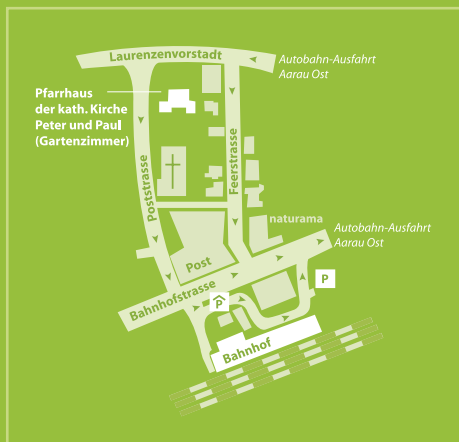 Laurenzenvorstadt
Autobahn-Ausfahrt
Aarau Ost
Pfarrhaus
der kath. Kirche
Peter und Paul
(Gartenzimmer)
Poststrasse
Feerstrasse
naturama
Autobahn-Ausfahrt
Aarau Ost
Post
Bahnhofstrasse
P
P
Bahnhof